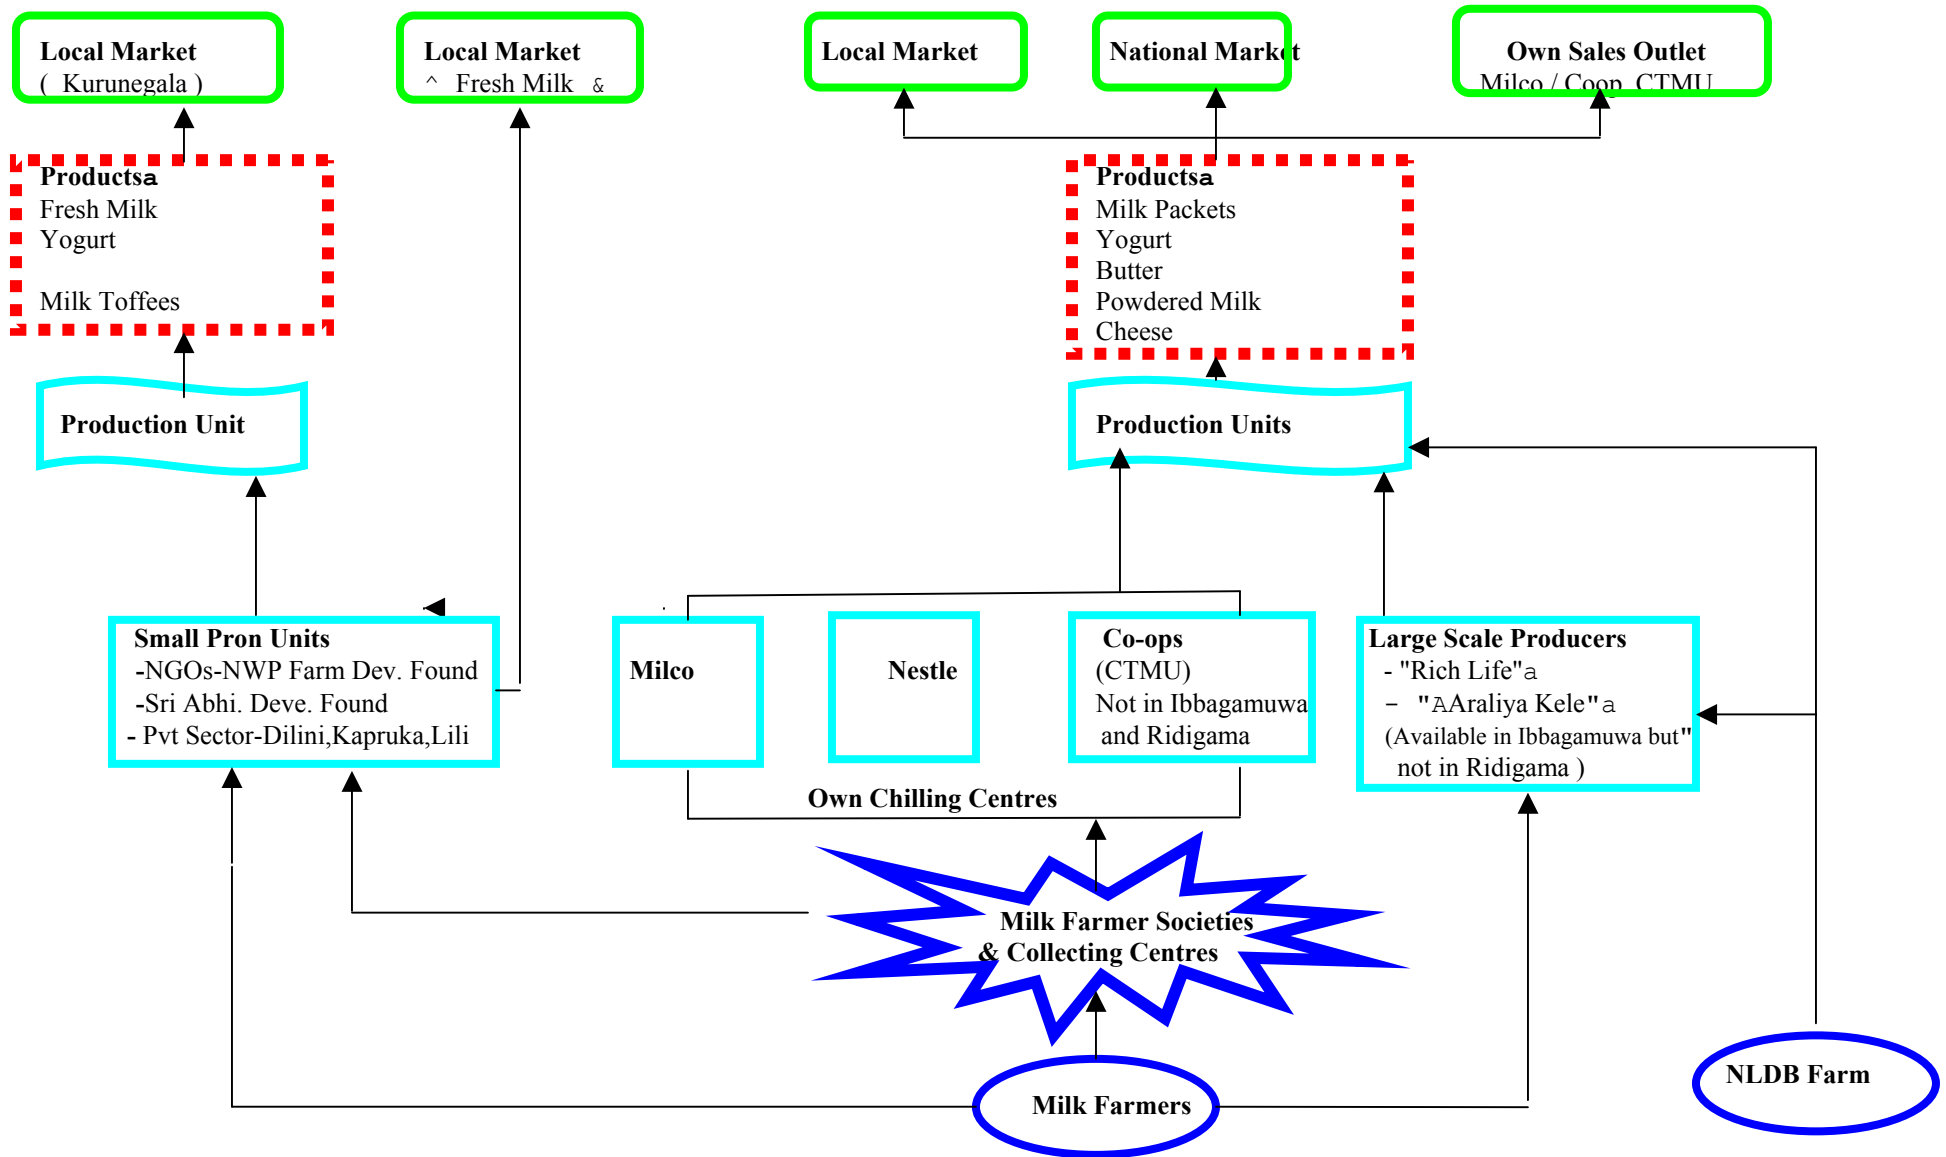 Local Market
( Kurunegala )
Local Market
^ Fresh Milk &
Local Market
National Market
Own Sales Outlet
Milco / Coop CTMU
Productsa
Fresh Milk
Yogurt
Milk Toffees
Productsa
Milk Packets
Yogurt
Butter
Powdered Milk
Cheese
Production Unit
Production Units
Small Pron Units
-NGOs-NWP Farm Dev. Found
-Sri Abhi. Deve. Found
- Pvt Sector-Dilini,Kapruka,Lili
Milco
Nestle
Co-ops
(CTMU)
Not in Ibbagamuwa
and Ridigama
Large Scale Producers
- "Rich Life"a
- "AAraliya Kele"a
(Available in Ibbagamuwa but"
not in Ridigama )
Own Chilling Centres
Milk Farmer Societies
& Collecting Centres
NLDB Farm
Milk Farmers